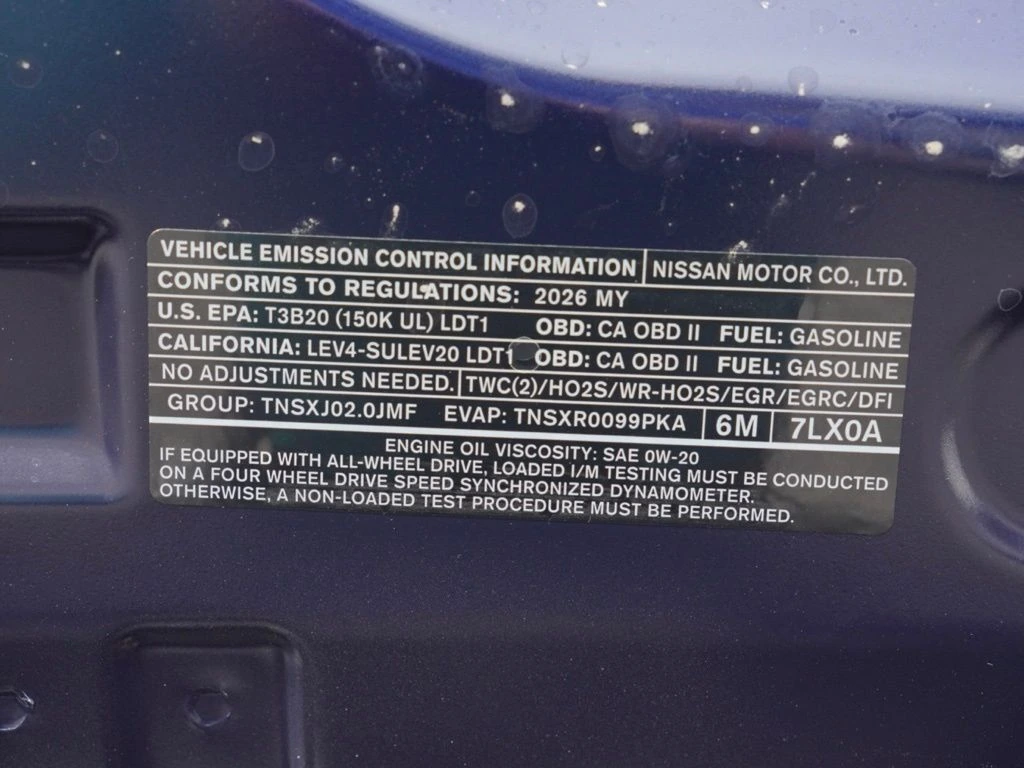 VEHICLE EMISSION CONTROL INFORMATION NISSAN MOTOR CO., LTD.
CONFORMS TO REGULATIONS: 2026 MY
U.S. EPA: T3B20 (150K UL) LDT1 OBD: CA OBD II FUEL: GASOLINE
CALIFORNIA: LEV4-SULEV20 LDT1 OBD: CA OBD II FUEL: GASOLINE
NO ADJUSTMENTS NEEDED. TWC(2)/HO2S/WR-HO2S/EGR/EGRC/DFI
GROUP: TNSXJ02.0JMF EVAP: TNSXR0099PKA 6M 7LX0A
ENGINE OIL VISCOSITY: SAE 0W-20
IF EQUIPPED WITH ALL-WHEEL DRIVE, LOADED I/M TESTING MUST BE CONDUCTED
ON A FOUR WHEEL DRIVE SPEED SYNCHRONIZED DYNAMOMETER.
OTHERWISE, A NON-LOADED TEST PROCEDURE MUST BE PERFORMED.